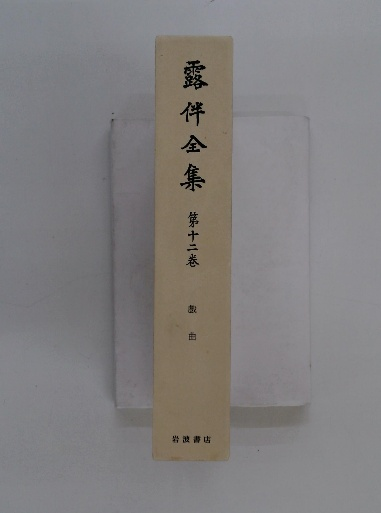 露伴全集
第十二巻
戯曲
岩波書店